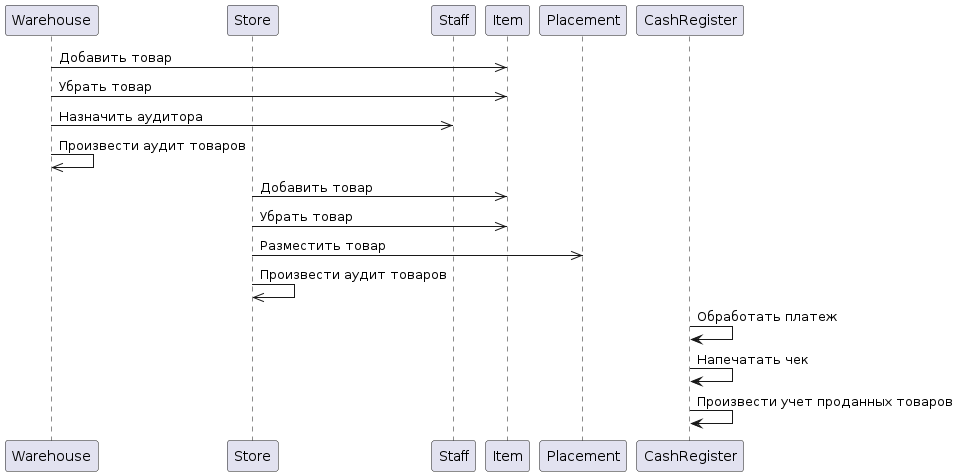 Warehouse Store Staff Item Placement CashRegister
Добавить товар
Убрать товар
Назначить аудитора
Произвести аудит товаров
Добавить товар
Убрать товар
Разместить товар
Произвести аудит товаров
Обработать платеж
Напечатать чек
Произвести учет проданных товаров
Warehouse Store Staff Item Placement CashRegister